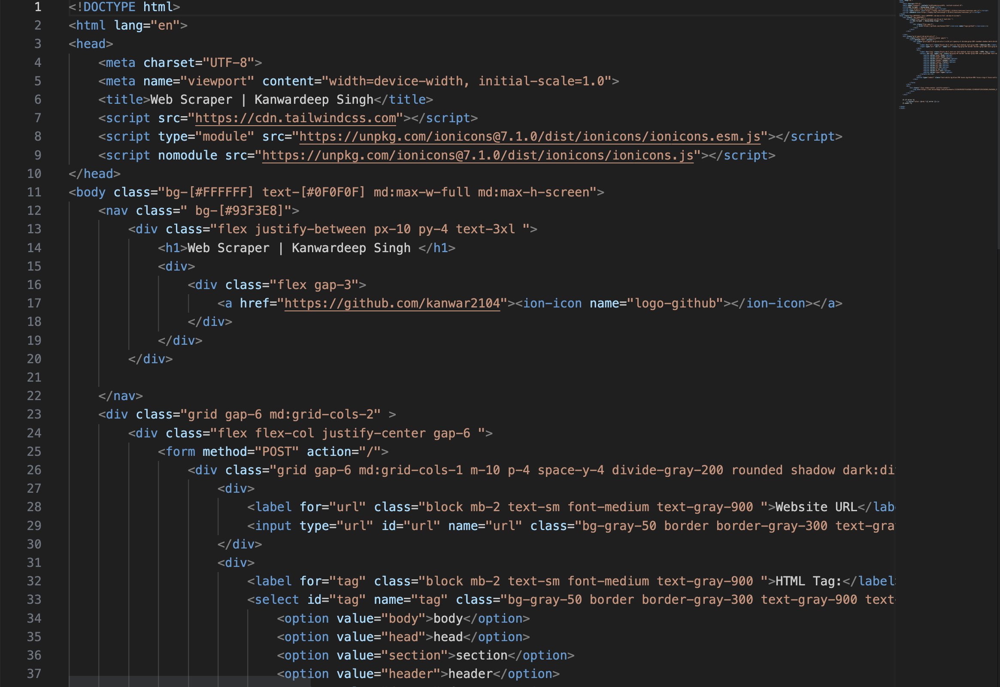 1 <!DOCTYPE html>
2 <html lang="en">
3 <head>
4     <meta charset="UTF-8">
5     <meta name="viewport" content="width=device-width, initial-scale=1.0">
6     <title>Web Scraper | Kanwardeep Singh</title>
7     <script src="https://cdn.tailwindcss.com"></script>
8     <script type="module" src="https://unpkg.com/ionicons@7.1.0/dist/ionicons/ionicons.esm.js"></script>
9     <script nomodule src="https://unpkg.com/ionicons@7.1.0/dist/ionicons/ionicons.js"></script>
10 </head>
11 <body class="bg-[#FFFFFF] text-[#0F0F0F] md:max-w-full md:max-h-screen">
12     <nav class=" bg-[#93F3E8]">
13         <div class="flex justify-between px-10 py-4 text-3xl ">
14             <h1>Web Scraper | Kanwardeep Singh </h1>
15             <div>
16                 <div class="flex gap-3">
17                     <a href="https://github.com/kanwar2104"><ion-icon name="logo-github"></ion-icon></a>
18                 </div>
19             </div>
20         </div>
21
22     </nav>
23     <div class="grid gap-6 md:grid-cols-2" >
24         <div class="flex flex-col justify-center gap-6 ">
25             <form method="POST" action="/">
26                 <div class="grid gap-6 md:grid-cols-1 m-10 p-4 space-y-4 divide-gray-200 rounded shadow dark:di
27                     <div>
28                         <label for="url" class="block mb-2 text-sm font-medium text-gray-900 ">Website URL</lab
29                         <input type="url" id="url" name="url" class="bg-gray-50 border border-gray-300 text-gra
30                     </div>
31                     <div>
32                         <label for="tag" class="block mb-2 text-sm font-medium text-gray-900 ">HTML Tag:</label
33                         <select id="tag" name="tag" class="bg-gray-50 border border-gray-300 text-gray-900 text-
34                             <option value="body">body</option>
35                             <option value="head">head</option>
36                             <option value="section">section</option>
37                             <option value="header">header</option>